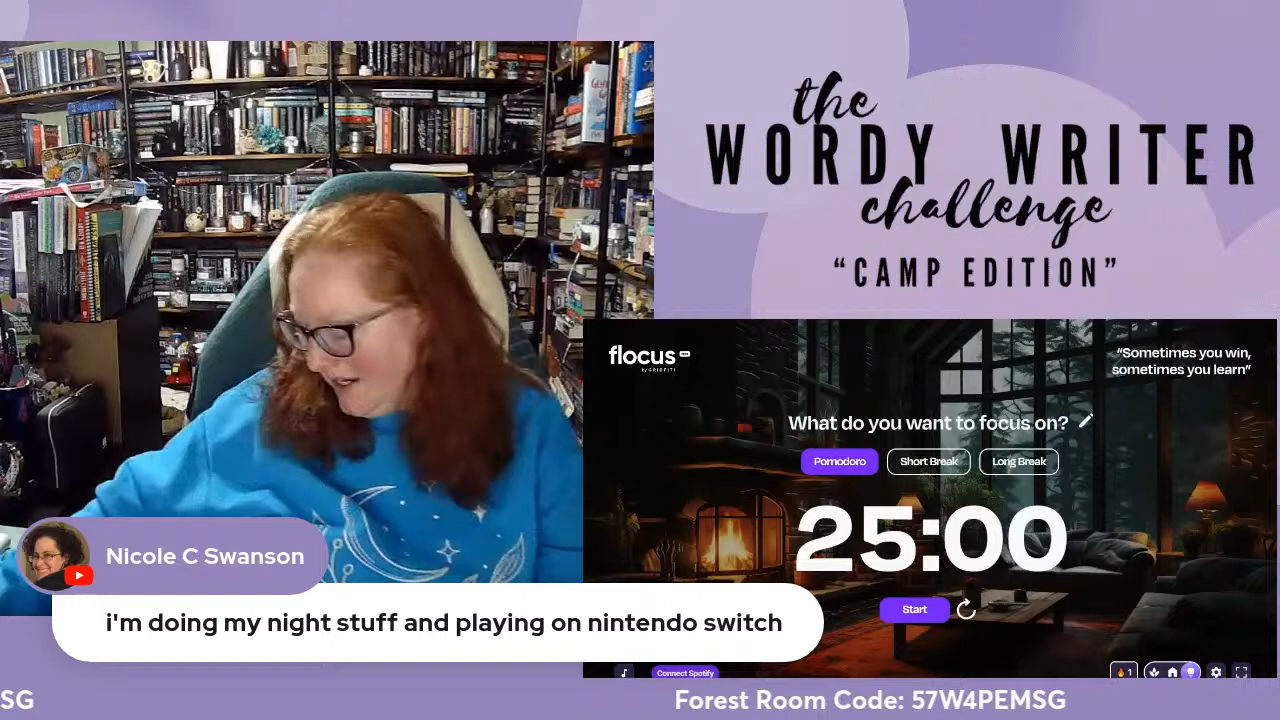 the
WORDY WRITER
challenge
“CAMP EDITION”
flocus
“Sometimes you win,
sometimes you learn”
What do you want to focus on?
Pomodoro
Short Break
Long Break
25:00
Start
Connect Spotify
1
Nicole C Swanson
i'm doing my night stuff and playing on nintendo switch
SG
Forest Room Code: 57W4PEMSG